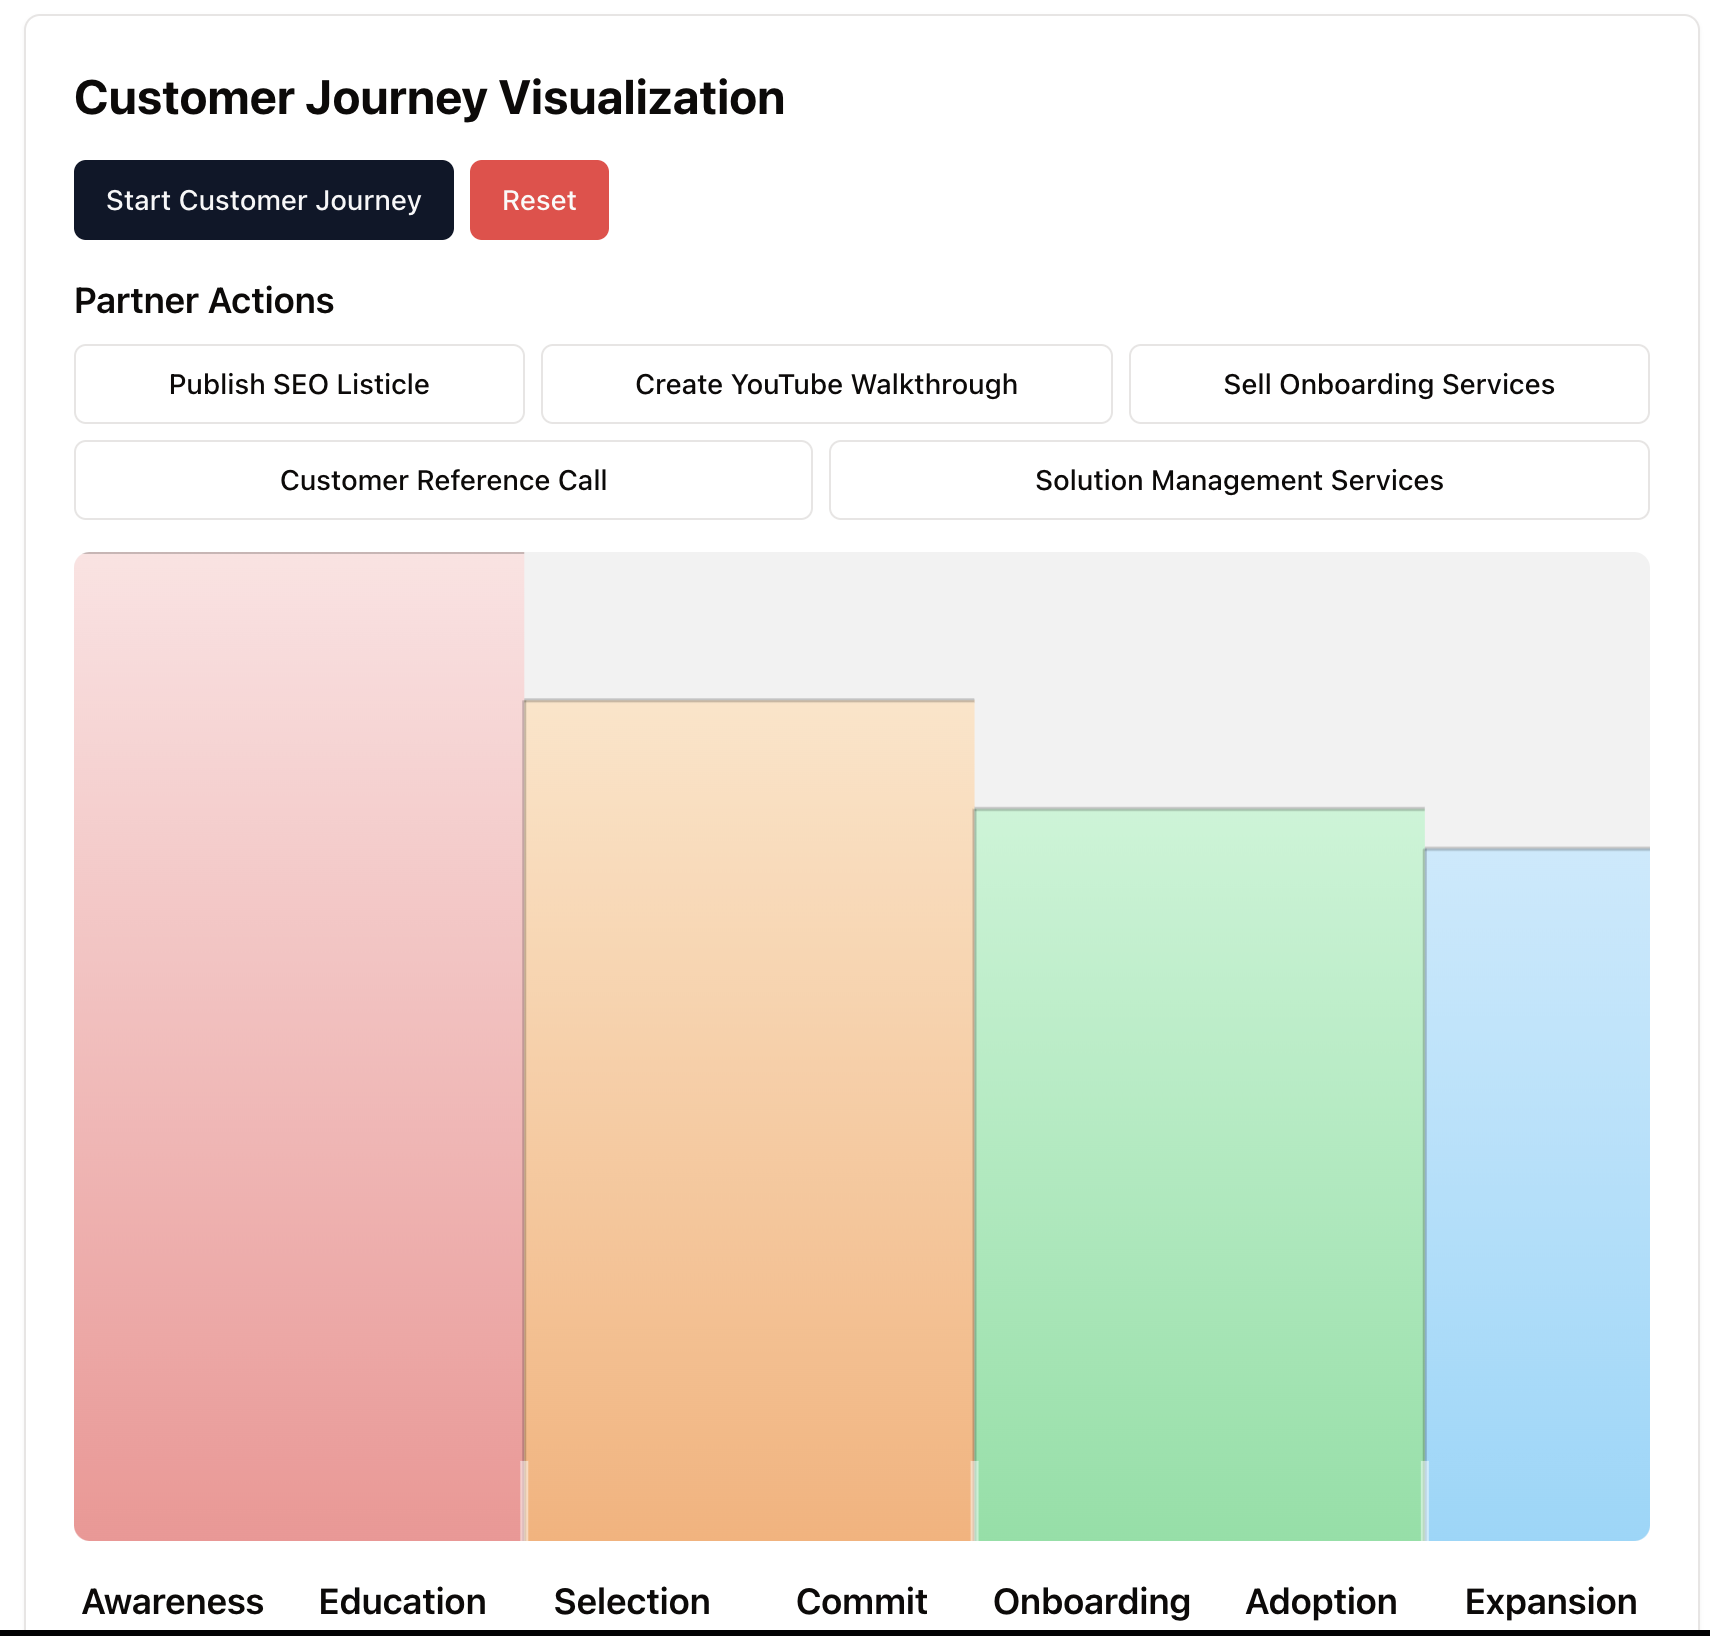 Customer Journey Visualization
Start Customer Journey Reset
Partner Actions
Publish SEO Listicle Create YouTube Walkthrough Sell Onboarding Services
Customer Reference Call Solution Management Services
Awareness Education Selection Commit Onboarding Adoption Expansion